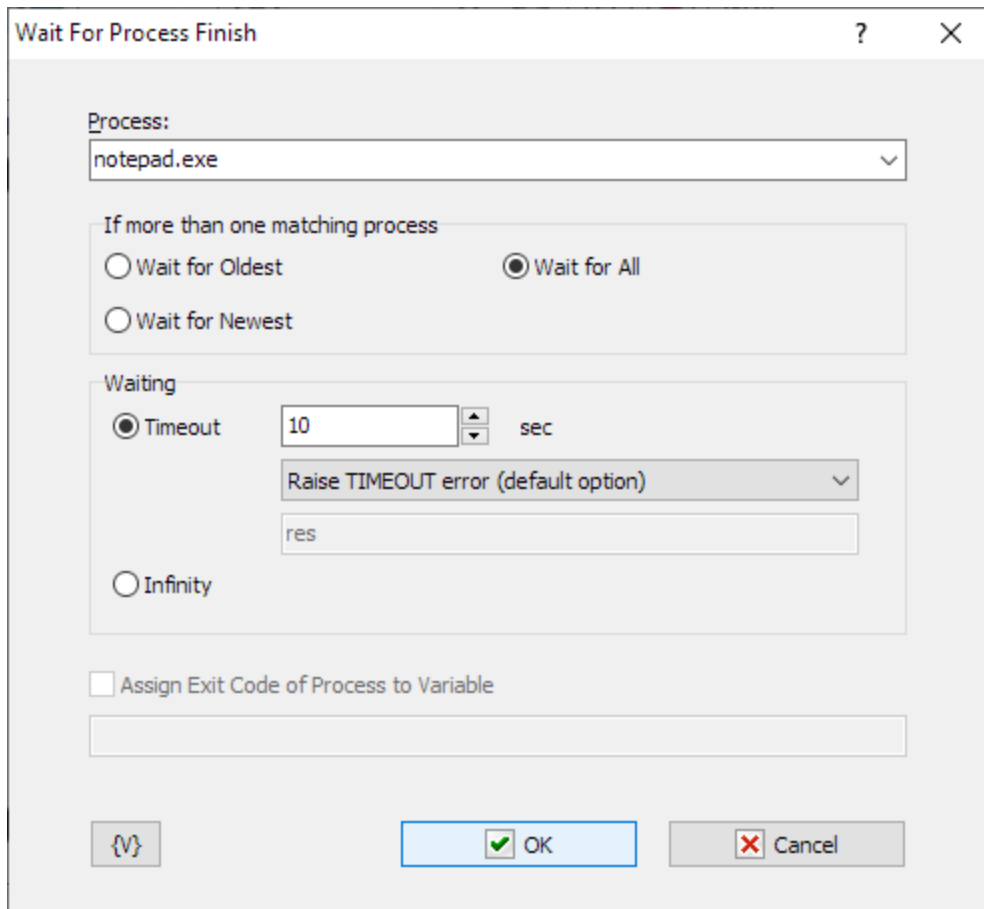 Wait For Process Finish
?
Process:
notepad.exe
If more than one matching process
Wait for Oldest
Wait for All
Wait for Newest
Waiting
Timeout
10
sec
Raise TIMEOUT error (default option)
res
Infinity
Assign Exit Code of Process to Variable
{V}
OK
Cancel